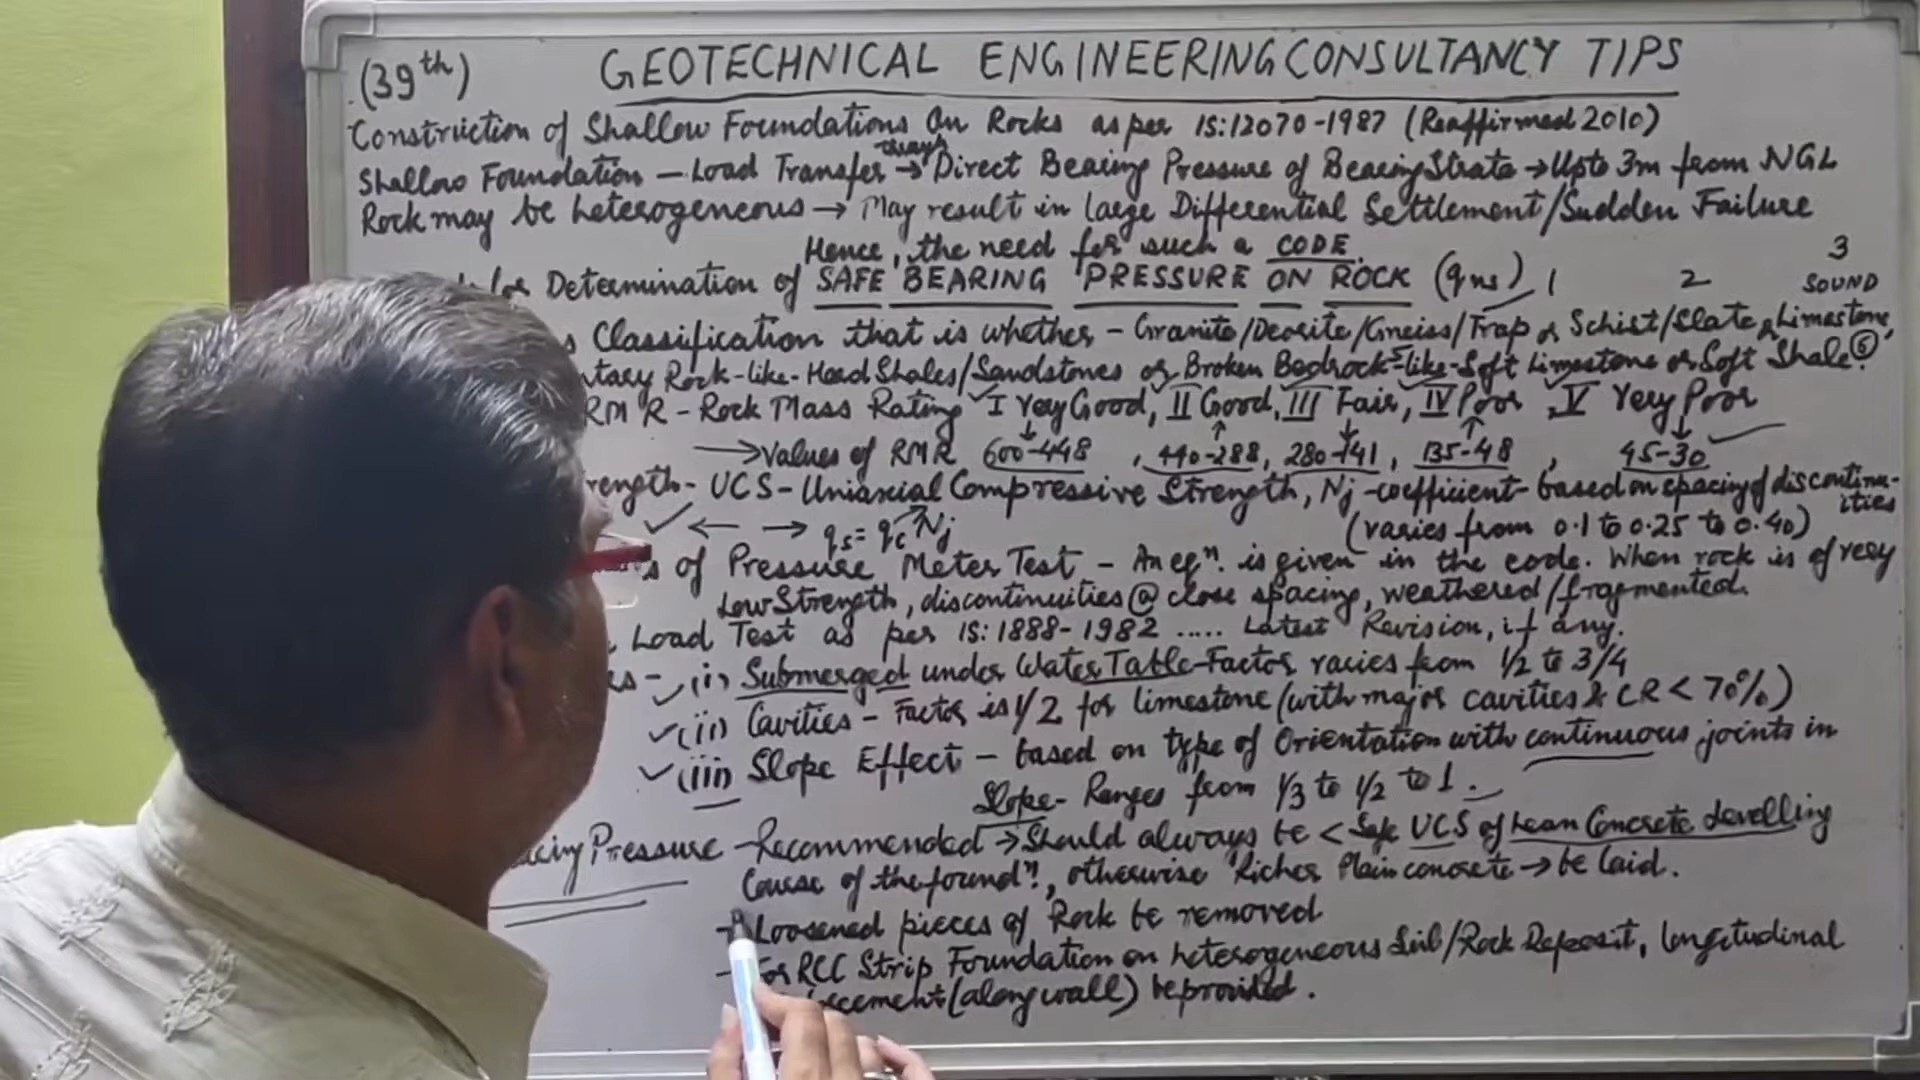 (39th) GEOTECHNICAL ENGINEERING CONSULTANCY TIPS
Construction of Shallow Foundations On Rocks as per IS:12070-1987 (Reaffirmed 2010)
Shallow Foundation – Load Transfer → through Direct Bearing Pressure of Bearing Strata → Upto 3m from NGL
Rock may be heterogeneous → May result in large Differential Settlement/Sudden Failure
Hence, the need for such a CODE.
for Determination of SAFE BEARING PRESSURE ON ROCK (qns) 1 2 3 SOUND
Classification that is whether – Granite/Deorite/Gneiss/Trap or Schist/Slate or Limestone,
Rock-like-Hard Shales/Sandstones or Broken Bedrock-like-Soft Limestone or Soft Shale. 5
RMR – Rock Mass Rating I Very Good, II Good, III Fair, IV Poor, V Very Poor
→ Values of RMR 600-448, 440-288, 280-141, 135-48, 45-30
UCS – Uniaxial Compressive Strength, Nj-coefficient-based on spacing of discontinu-
ities
← → qs = qc Nj (varies from 0.1 to 0.25 to 0.40)
of Pressure Meter Test – An eqn. is given in the code. When rock is of very
Low Strength, discontinuities @ close spacing, weathered/fragmented.
Load Test as per IS:1888-1982 ..... Latest Revision, if any.
(i) Submerged under Water Table-Factor varies from 1/2 to 3/4
(ii) Cavities – Factor is 1/2 for limestone (with major cavities & CR < 70%)
(iii) Slope Effect – based on type of Orientation with continuous joints in
Slope – Ranges from 1/3 to 1/2 to 1.
Pressure – Recommended → Should always be < Safe UCS of Lean Concrete Levelling
Course of the foundn., otherwise Richer Plain concrete → be laid.
– Loosened pieces of Rock be removed
– For RCC Strip Foundation on heterogeneous Soil/Rock Deposit, longitudinal
(along wall) be provided.